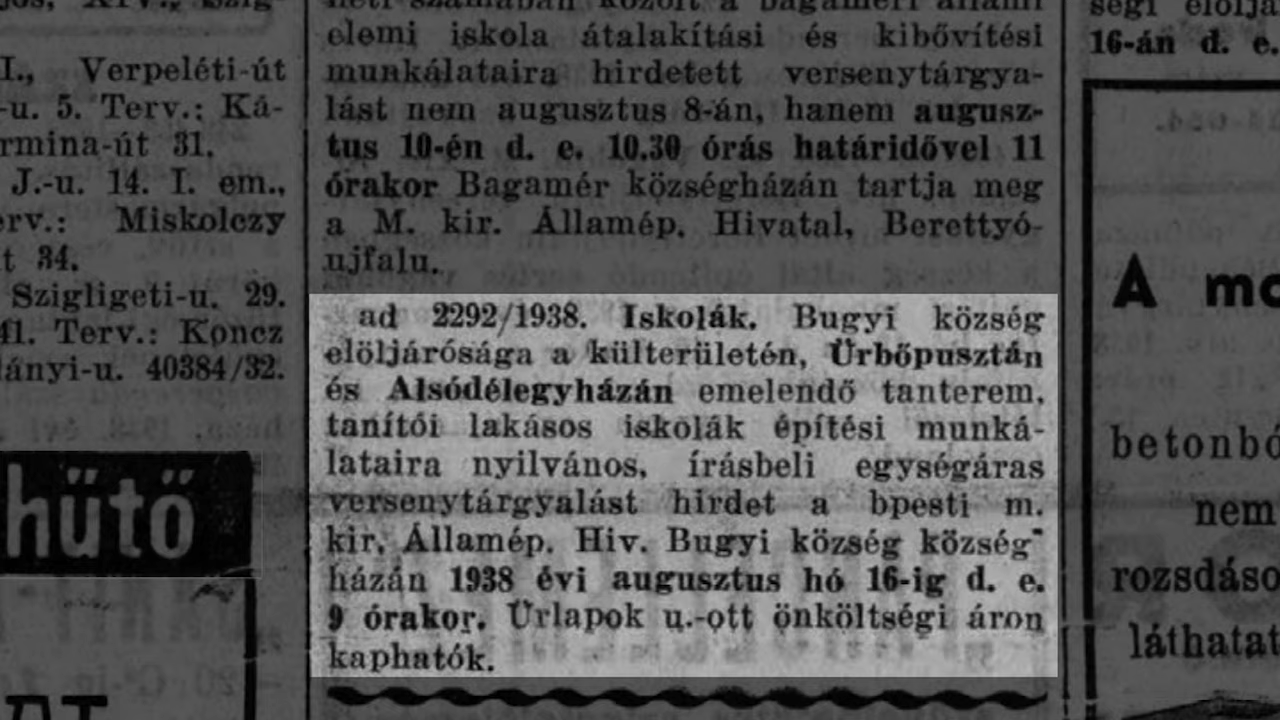 I., Verpeléti-út
-u. 5. Terv.: Ká-
rmina-út 31.
J.-u. 14. I. em.,
erv.: Miskolczy
t 34.
Szigligeti-u. 29.
41. Terv.: Koncz
lányi-u. 40384/32.
hűtő
elemi iskola átalakítási és kibővítési
munkálataira hirdetett versenytárgya-
lást nem augusztus 8-án, hanem augusz-
tus 10-én d. e. 10.30 órás határidővel 11
órakor Bagamér községházán tartja meg
a M. kir. Államép. Hivatal, Berettyó-
ujfalu.
ad 2292/1938. Iskolák. Bugyi község
elöljárósága a külterületén, Ürbőpusztán
és Alsódélegyházán emelendő tanterem,
tanítói lakásos iskolák építési munká-
lataira nyilvános, írásbeli egységáras
versenytárgyalást hirdet a bpesti m.
kir. Államép. Hiv. Bugyi község község-
házán 1938 évi augusztus hó 16-ig d. e.
9 órakor. Űrlapok u.-ott önköltségi áron
kaphatók.
16-án d. e.
A mo
betonbó
nem
rozsdáso
láthatat